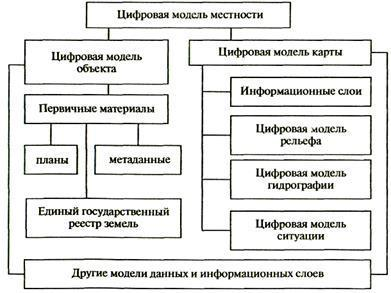 Цифровая модель местности
Цифровая модель
объекта
Цифровая модель карты
Первичные материалы
Информационные слои
планы
метаданные
Цифровая модель
рельефа
Цифровая модель
гидрографии
Единый государственный
реестр земель
Цифровая модель
ситуации
Другие модели данных и информационных слоев